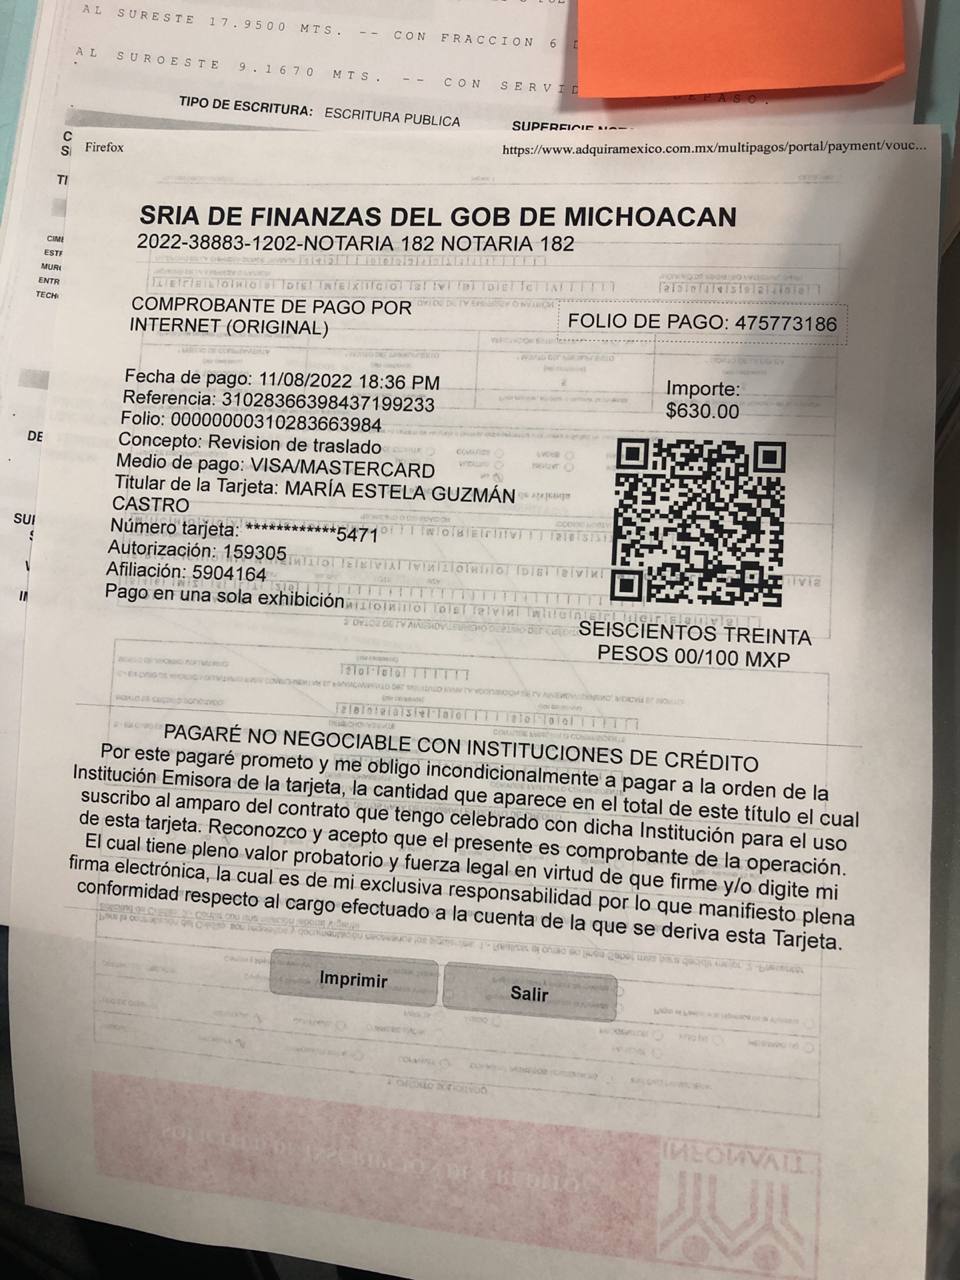 AL SURESTE 17.9500 MTS. -- CON FRACCION 6
AL SUROESTE 9.1670 MTS. -- CON
TIPO DE ESCRITURA: ESCRITURA PUBLICA
Firefox
https://www.adquiramexico.com.mx/multipagos/portal/payment/vouc...
SRIA DE FINANZAS DEL GOB DE MICHOACAN
2022-38883-1202-NOTARIA 182 NOTARIA 182
COMPROBANTE DE PAGO POR
INTERNET (ORIGINAL)
FOLIO DE PAGO: 475773186
Fecha de pago: 11/08/2022 18:36 PM
Referencia: 31028366398437199233
Folio: 00000000310283663984
Concepto: Revision de traslado
Medio de pago: VISA/MASTERCARD
Titular de la Tarjeta: MARÍA ESTELA GUZMÁN
CASTRO
Número tarjeta: ************5471
Autorización: 159305
Afiliación: 5904164
Pago en una sola exhibición
Importe:
$630.00
SEISCIENTOS TREINTA
PESOS 00/100 MXP
PAGARÉ NO NEGOCIABLE CON INSTITUCIONES DE CRÉDITO
Por este pagaré prometo y me obligo incondicionalmente a pagar a la orden de la
Institución Emisora de la tarjeta, la cantidad que aparece en el total de este título el cual
suscribo al amparo del contrato que tengo celebrado con dicha Institución para el uso
de esta tarjeta. Reconozco y acepto que el presente es comprobante de la operación.
El cual tiene pleno valor probatorio y fuerza legal en virtud de que firme y/o digite mi
firma electrónica, la cual es de mi exclusiva responsabilidad por lo que manifiesto plena
conformidad respecto al cargo efectuado a la cuenta de la que se deriva esta Tarjeta.
Imprimir
Salir
INFONAVIT